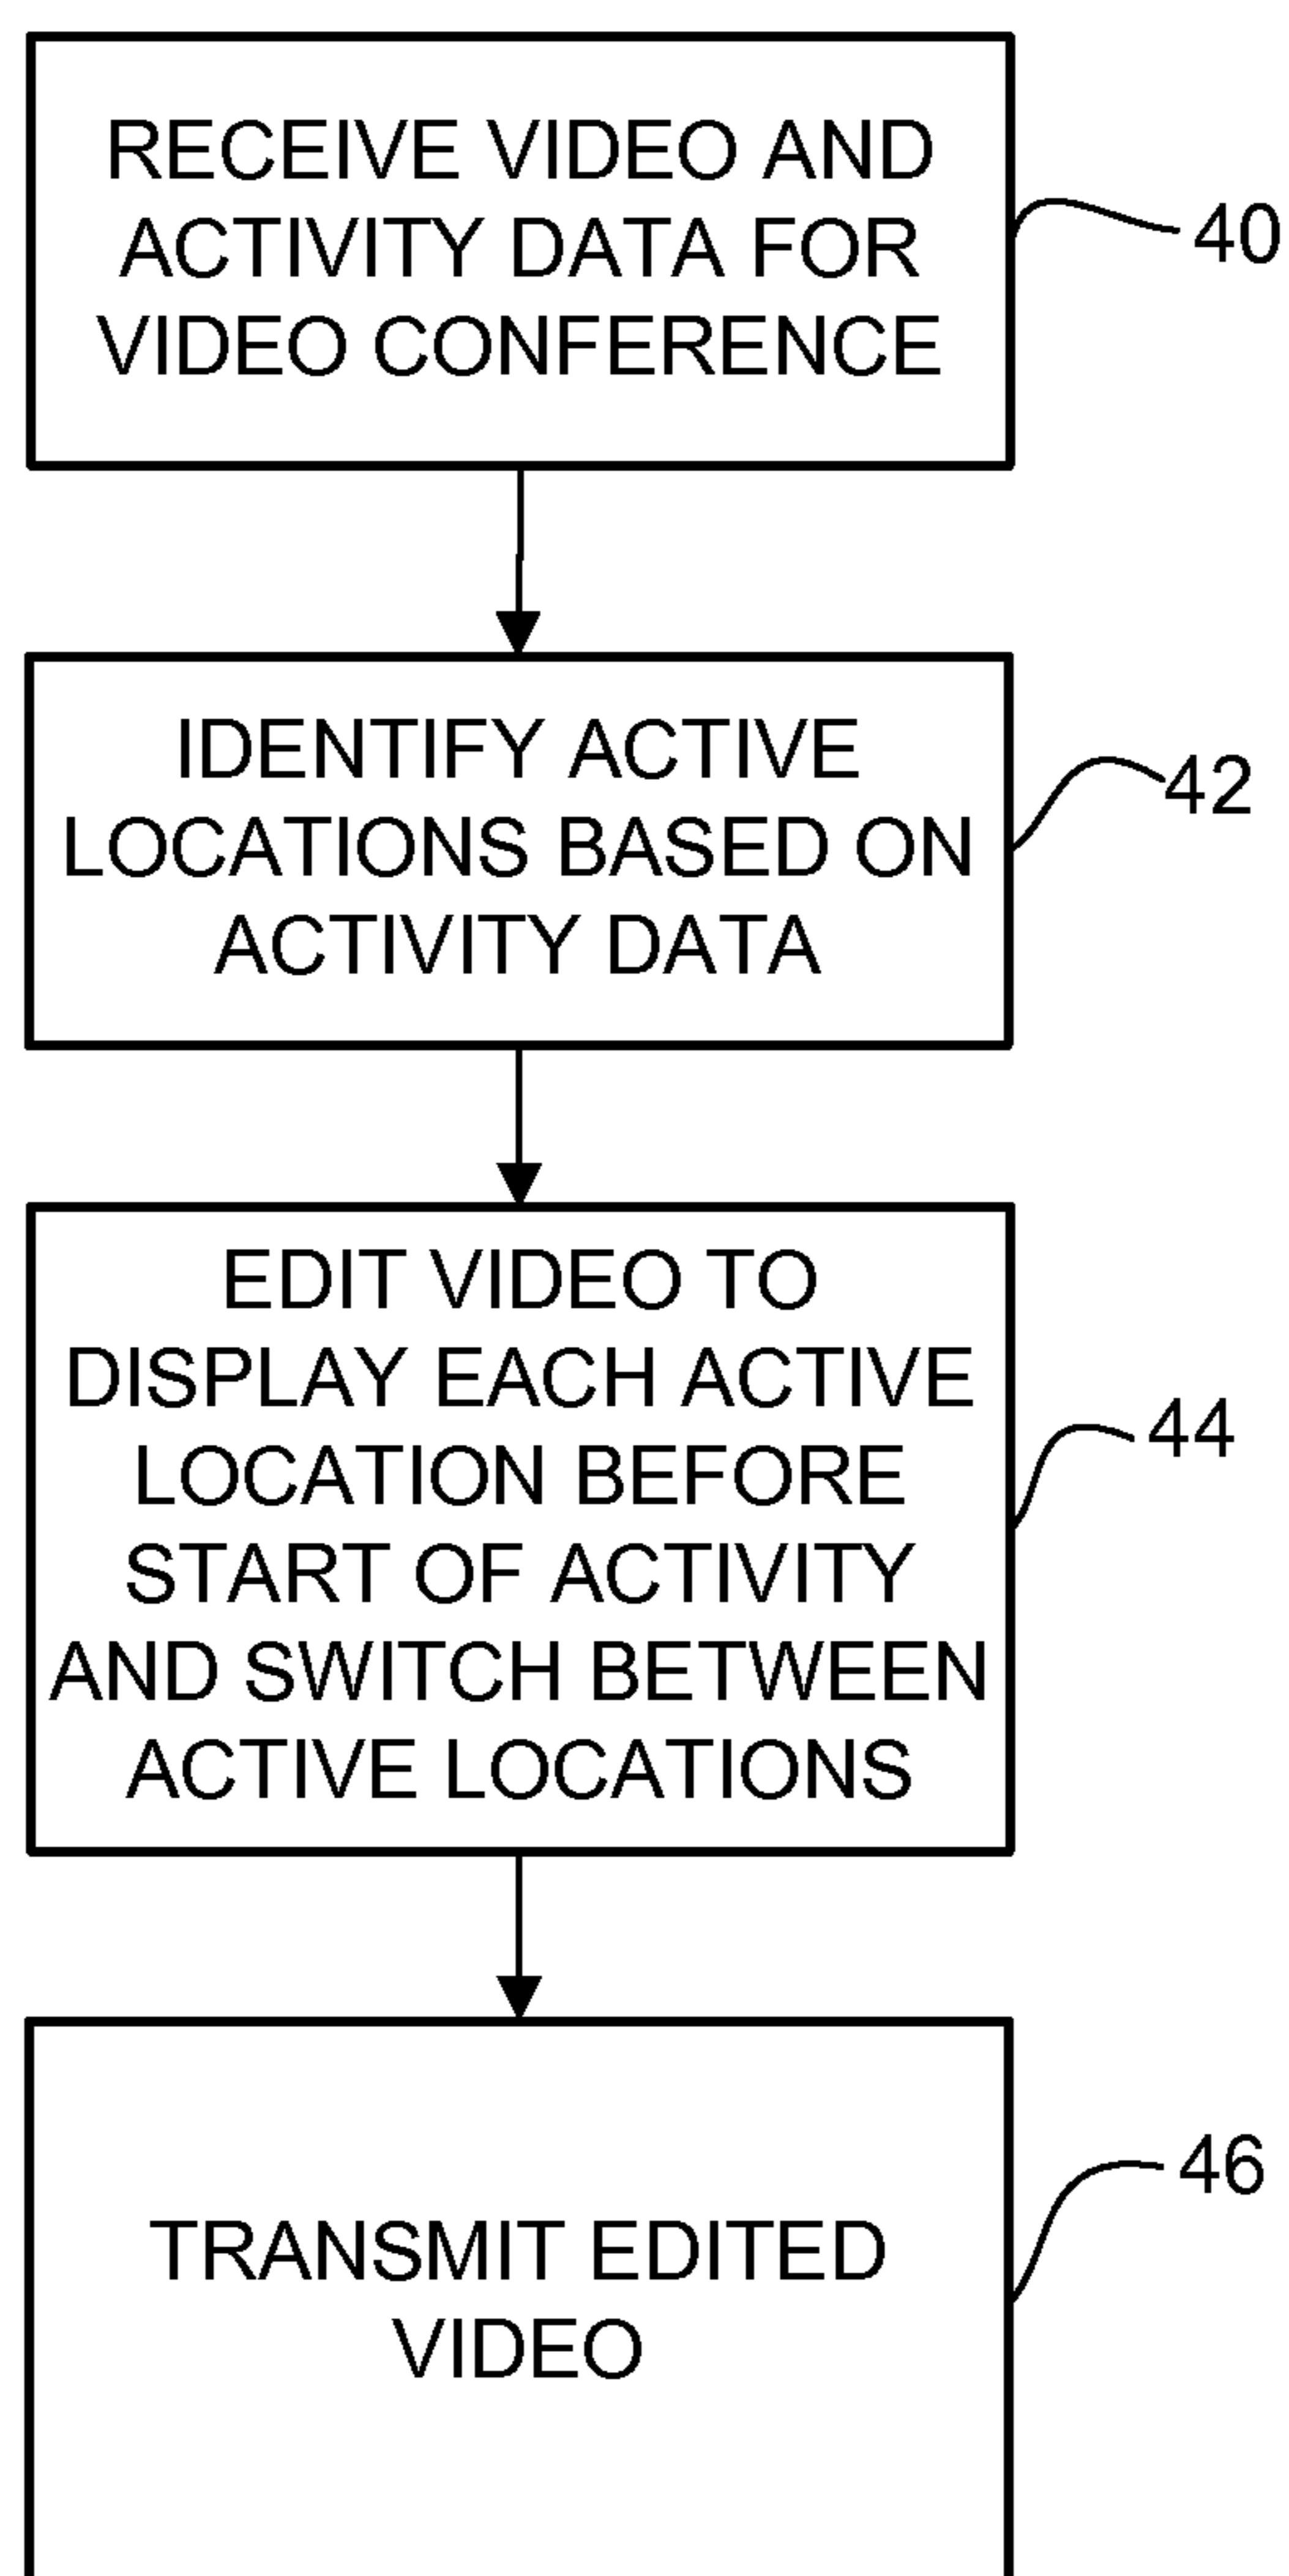 RECEIVE VIDEO AND
ACTIVITY DATA FOR
VIDEO CONFERENCE
40
IDENTIFY ACTIVE
LOCATIONS BASED ON
ACTIVITY DATA
42
EDIT VIDEO TO
DISPLAY EACH ACTIVE
LOCATION BEFORE
START OF ACTIVITY
AND SWITCH BETWEEN
ACTIVE LOCATIONS
44
TRANSMIT EDITED
VIDEO
46